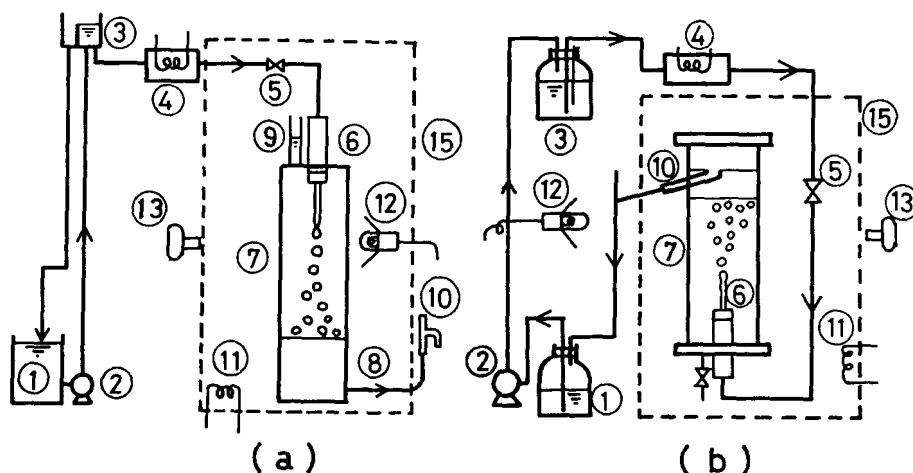 ③ ④ ⑤ ⑥ ⑨ ⑮ ⑬ ⑦ ⑫ ⑩ ① ② ⑪ ⑧
( a )
④ ③ ⑮ ⑩ ⑤ ⑫ ⑬ ⑦ ⑥ ② ① ⑪
( b )